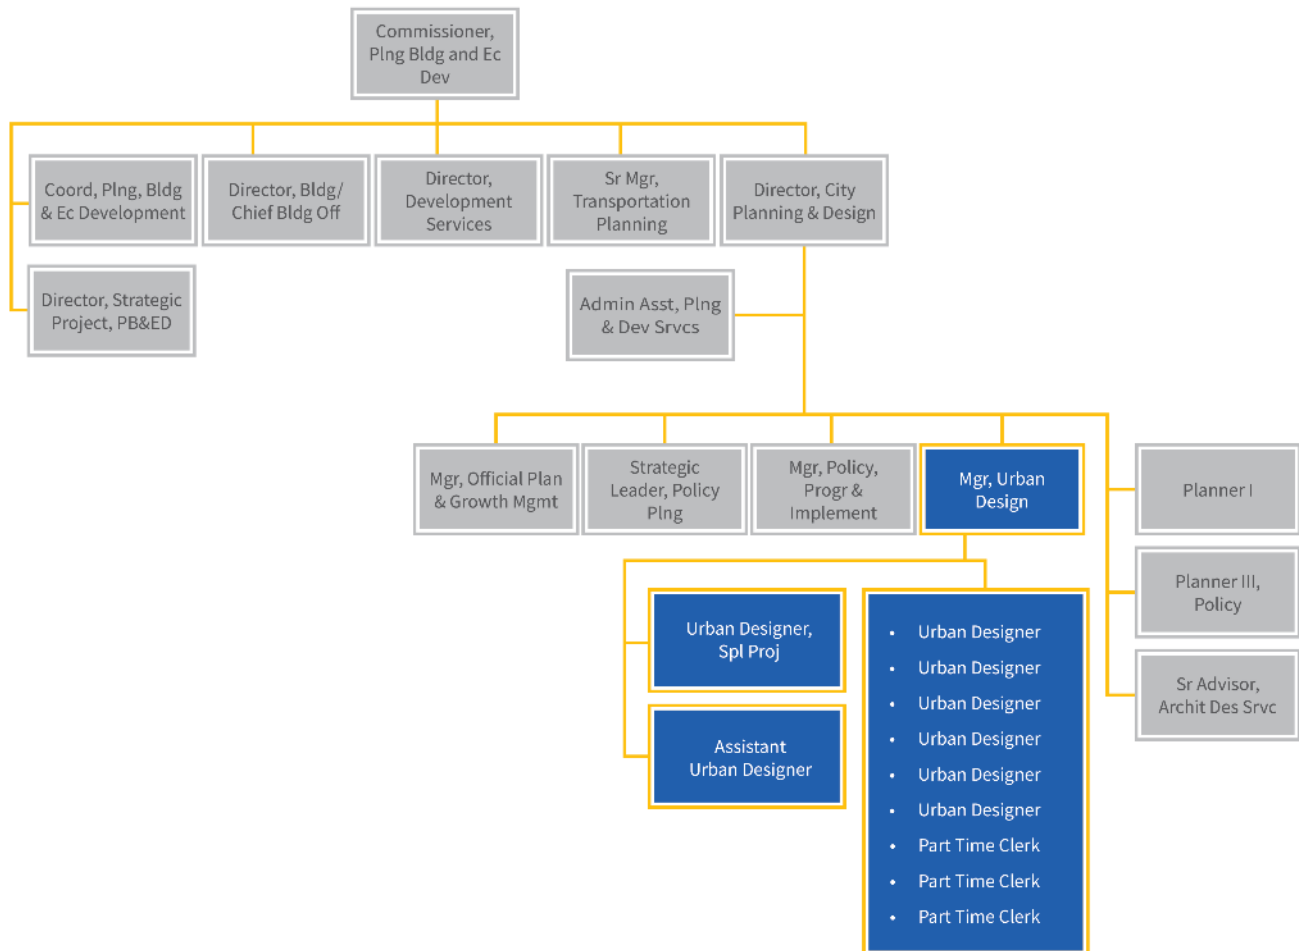 Commissioner,
Plng Bldg and Ec
Dev
Coord, Plng, Bldg
& Ec Development
Director, Bldg/
Chief Bldg Off
Director,
Development
Services
Sr Mgr,
Transportation
Planning
Director, City
Planning & Design
Director, Strategic
Project, PB&ED
Admin Asst, Plng
& Dev Srvcs
Mgr, Official Plan
& Growth Mgmt
Strategic
Leader, Policy
Plng
Mgr, Policy,
Progr &
Implement
Mgr, Urban
Design
Planner I
Planner III,
Policy
Sr Advisor,
Archit Des Srvc
Urban Designer,
Spl Proj
Assistant
Urban Designer
• Urban Designer
• Urban Designer
• Urban Designer
• Urban Designer
• Urban Designer
• Urban Designer
• Part Time Clerk
• Part Time Clerk
• Part Time Clerk